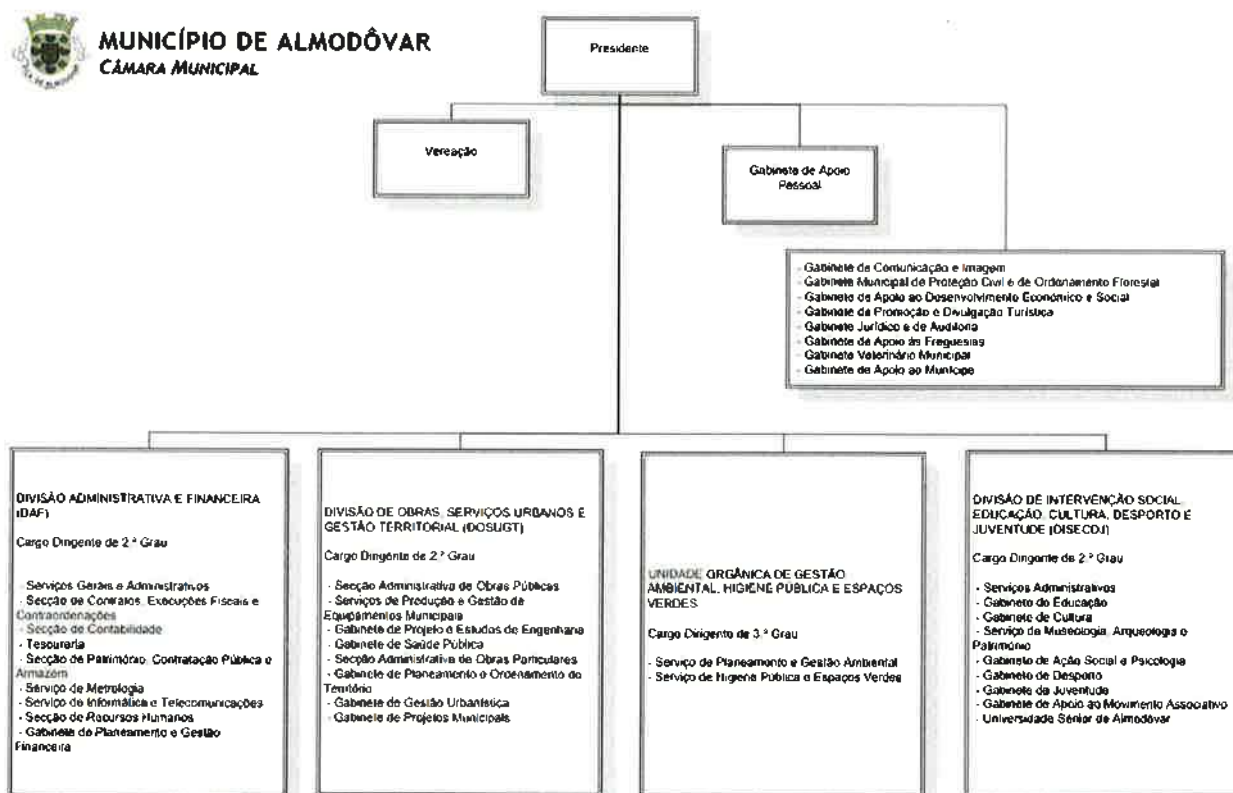 MUNICÍPIO DE ALMODÔVAR
CÂMARA MUNICIPAL
Presidente
Vereação
Gabinete de Apoio
Pessoal
- Gabinete de Comunicação e Imagem
- Gabinete Municipal de Proteção Civil e de Ordenamento Florestal
- Gabinete de Apoio ao Desenvolvimento Económico e Social
- Gabinete de Promoção e Divulgação Turística
- Gabinete Jurídico e de Auditoria
- Gabinete de Apoio às Freguesias
- Gabinete Veterinário Municipal
- Gabinete de Apoio ao Munícipe
DIVISÃO ADMINISTRATIVA E FINANCEIRA
(DAF)
Cargo Dirigente de 2.º Grau
- Serviços Gerais e Administrativos
- Secção de Contratos, Execuções Fiscais e
Contraordenações
- Secção de Contabilidade
- Tesouraria
- Secção de Património, Contratação Pública e
Armazém
- Serviço de Metrologia
- Serviço de Informática e Telecomunicações
- Secção de Recursos Humanos
- Gabinete de Planeamento e Gestão
Financeira
DIVISÃO DE OBRAS, SERVIÇOS URBANOS E
GESTÃO TERRITORIAL (DOSUGT)
Cargo Dirigente de 2.º Grau
- Secção Administrativa de Obras Públicas
- Serviços de Produção e Gestão de
Equipamentos Municipais
- Gabinete de Projeto e Estudos de Engenharia
- Gabinete de Saúde Pública
- Secção Administrativa de Obras Particulares
- Gabinete de Planeamento e Ordenamento do
Território
- Gabinete de Gestão Urbanística
- Gabinete de Projetos Municipais
UNIDADE ORGÂNICA DE GESTÃO
AMBIENTAL, HIGIENE PÚBLICA E ESPAÇOS
VERDES
Cargo Dirigente de 3.º Grau
- Serviço de Planeamento e Gestão Ambiental
- Serviço de Higiene Pública e Espaços Verdes
DIVISÃO DE INTERVENÇÃO SOCIAL,
EDUCAÇÃO, CULTURA, DESPORTO E
JUVENTUDE (DISECDJ)
Cargo Dirigente de 2.º Grau
- Serviços Administrativos
- Gabinete de Educação
- Gabinete de Cultura
- Serviço de Museologia, Arqueologia e
Património
- Gabinete de Ação Social e Psicologia
- Gabinete de Desporto
- Gabinete da Juventude
- Gabinete de Apoio ao Movimento Associativo
- Universidade Sénior de Almodôvar